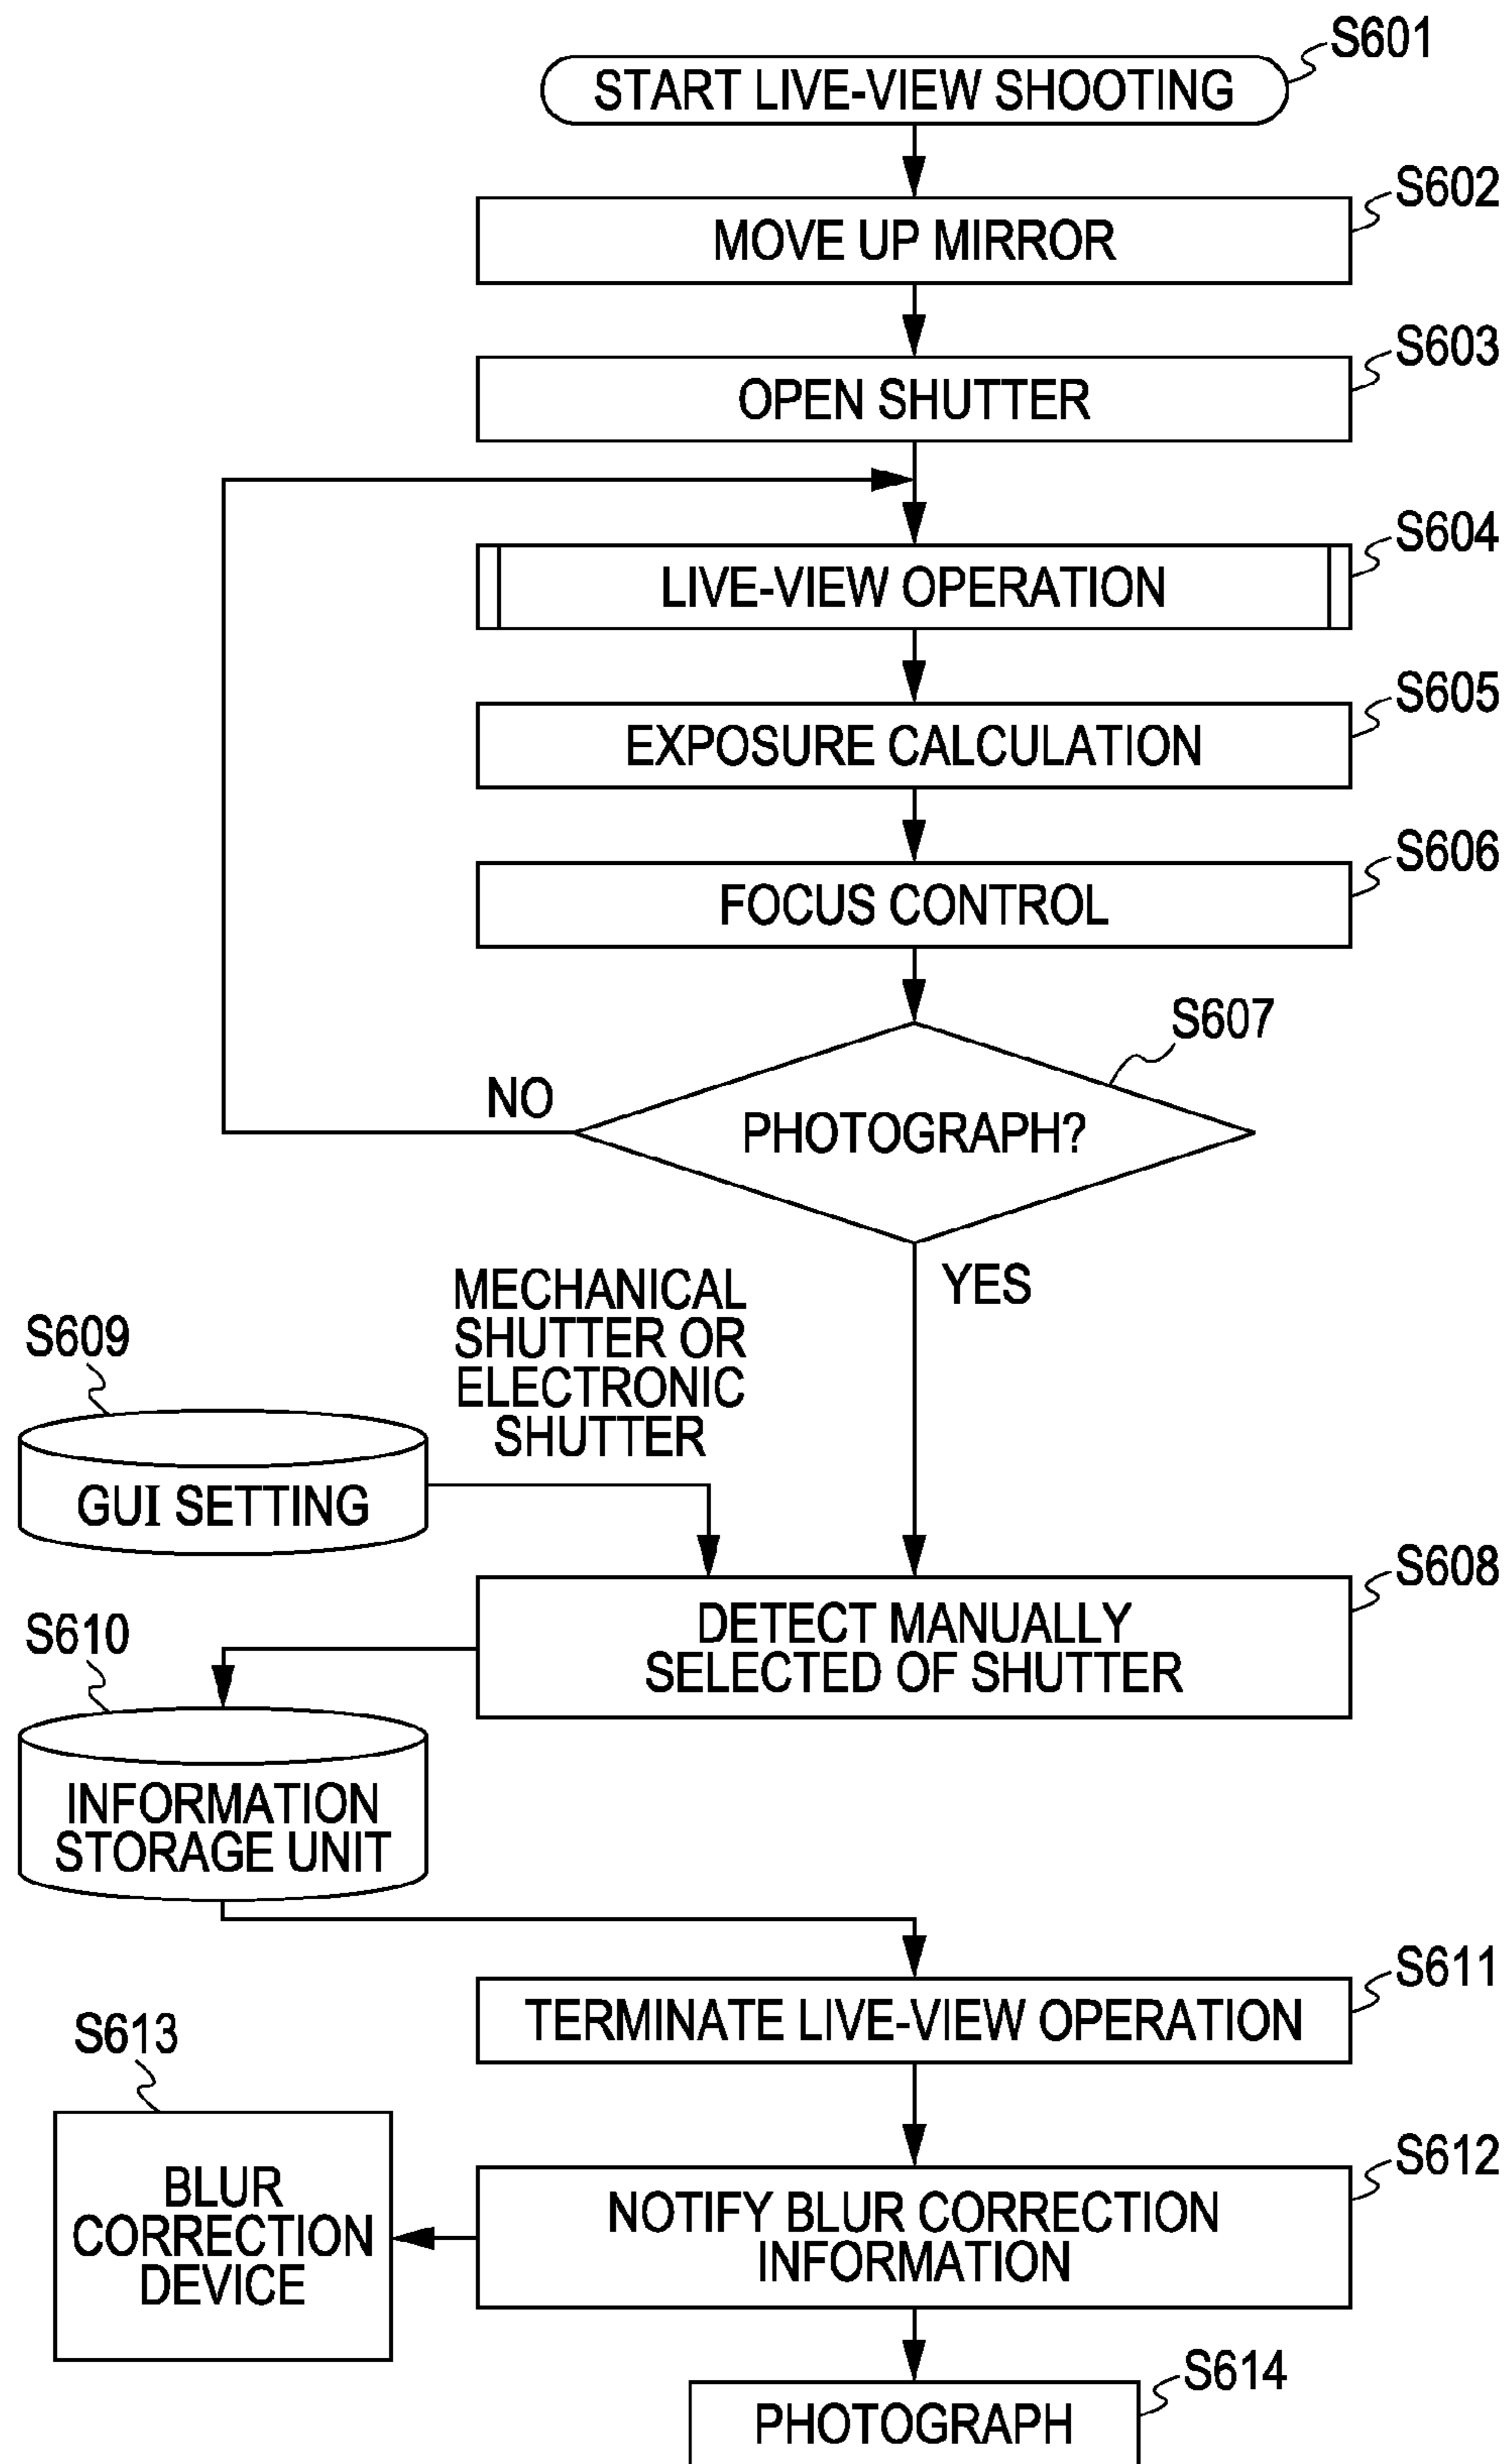 S601
START LIVE-VIEW SHOOTING
S602
MOVE UP MIRROR
S603
OPEN SHUTTER
S604
LIVE-VIEW OPERATION
S605
EXPOSURE CALCULATION
S606
FOCUS CONTROL
S607
NO
PHOTOGRAPH?
YES
MECHANICAL
SHUTTER OR
ELECTRONIC
SHUTTER
S609
GUI SETTING
S608
DETECT MANUALLY
SELECTED OF SHUTTER
S610
INFORMATION
STORAGE UNIT
S611
TERMINATE LIVE-VIEW OPERATION
S613
BLUR
CORRECTION
DEVICE
S612
NOTIFY BLUR CORRECTION
INFORMATION
S614
PHOTOGRAPH